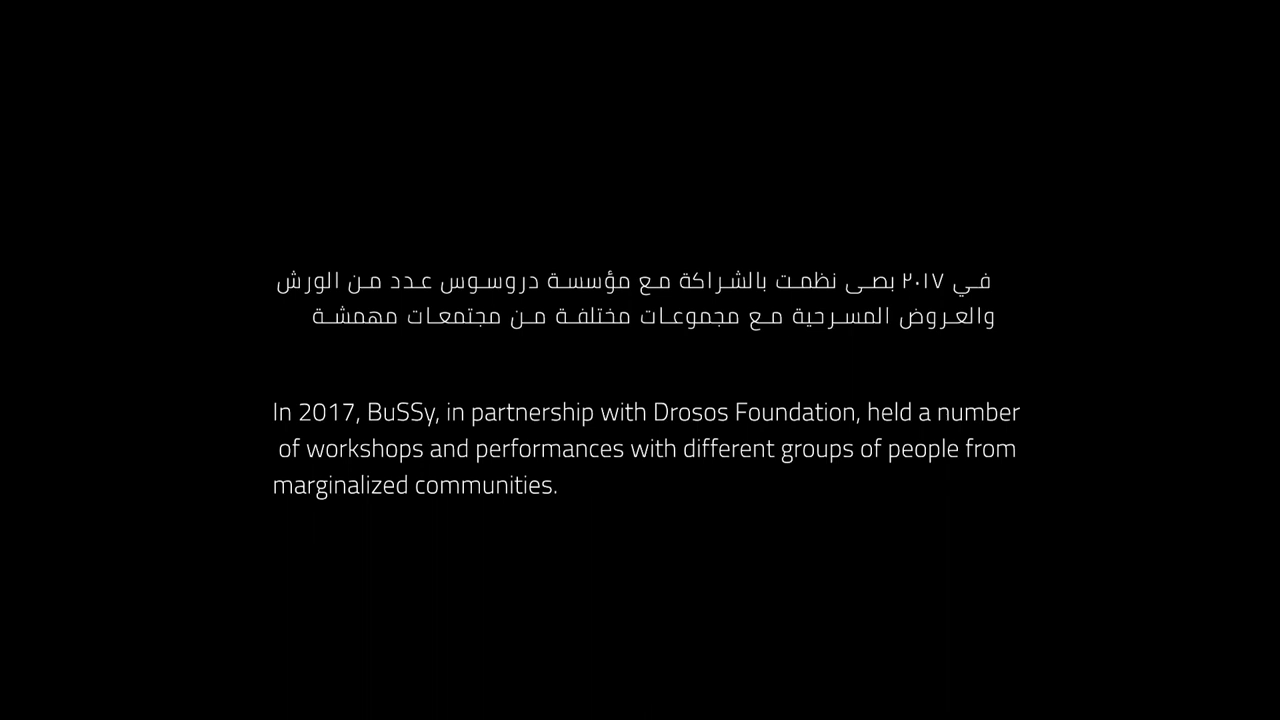 في ٢٠١٧ بصى نظمت بالشراكة مع مؤسسة دروسوس عدد من الورش
والعروض المسرحية مع مجموعات مختلفة من مجتمعات مهمشة
In 2017, BuSSy, in partnership with Drosos Foundation, held a number
of workshops and performances with different groups of people from
marginalized communities.